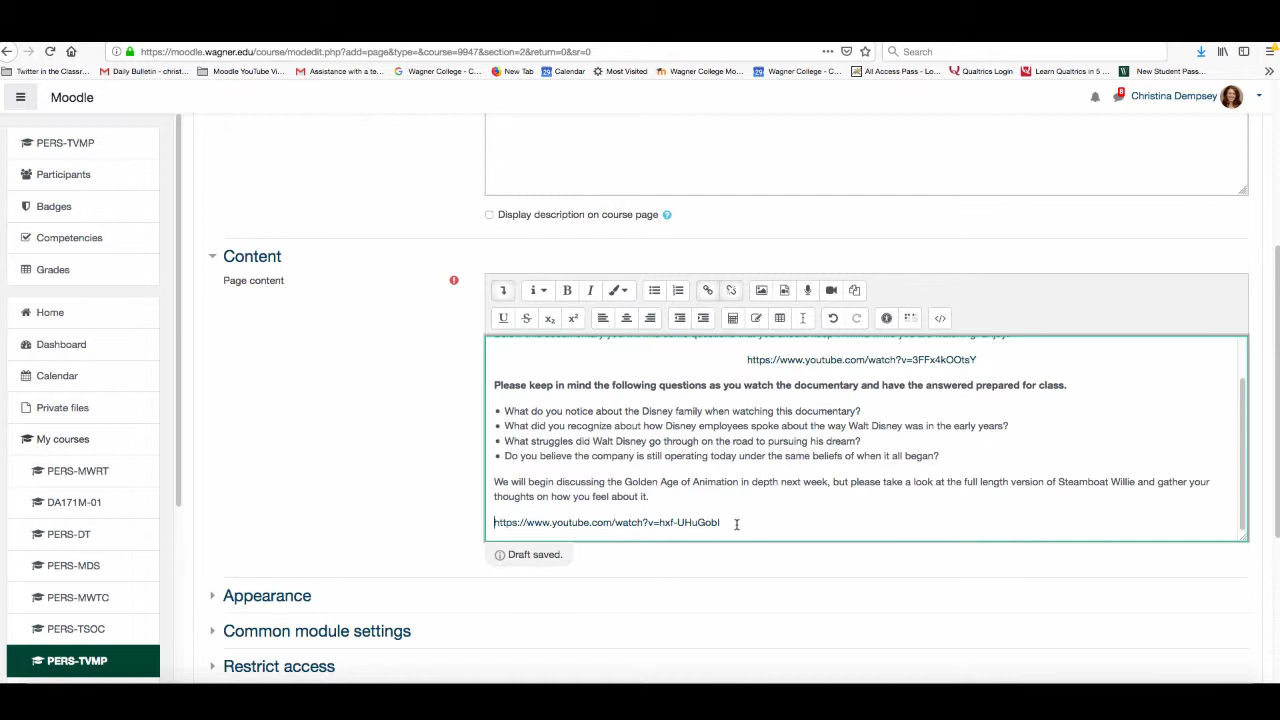 https://moodle.wagner.edu/course/modedit.php?add=page&type=&course=9947&section=2&return=0&sr=0
Search
Twitter in the Classr...
Daily Bulletin - christ...
Moodle YouTube Vi...
Assistance with a te...
Wagner College - C...
New Tab
Calendar
Most Visited
Wagner College Mo...
Wagner College - C...
All Access Pass - Lo...
Qualtrics Login
Learn Qualtrics in 5 ...
New Student Pass...
Moodle
8
Christina Dempsey
PERS-TVMP
Participants
Badges
Competencies
Grades
Home
Dashboard
Calendar
Private files
My courses
PERS-MWRT
DA171M-01
PERS-DT
PERS-MDS
PERS-MWTC
PERS-TSOC
PERS-TVMP
Display description on course page
Content
Page content
https://www.youtube.com/watch?v=3FFx4kOOtsY
Please keep in mind the following questions as you watch the documentary and have the answered prepared for class.
• What do you notice about the Disney family when watching this documentary?
• What did you recognize about how Disney employees spoke about the way Walt Disney was in the early years?
• What struggles did Walt Disney go through on the road to pursuing his dream?
• Do you believe the company is still operating today under the same beliefs of when it all began?
We will begin discussing the Golden Age of Animation in depth next week, but please take a look at the full length version of Steamboat Willie and gather your
thoughts on how you feel about it.
https://www.youtube.com/watch?v=hxf-UHuGobI
Draft saved.
Appearance
Common module settings
Restrict access